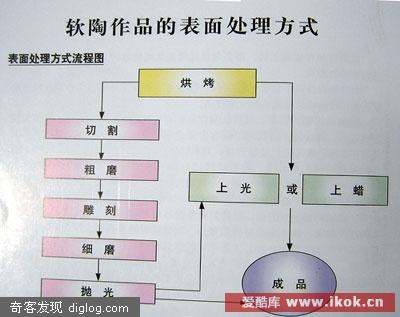 软陶作品的表面处理方式
表面处理方式流程图
烘烤
切割
粗磨
雕刻
上光 或 上蜡
细磨
抛光
成品
奇客发现 diglog.com
爱酷库 www.ikok.cn